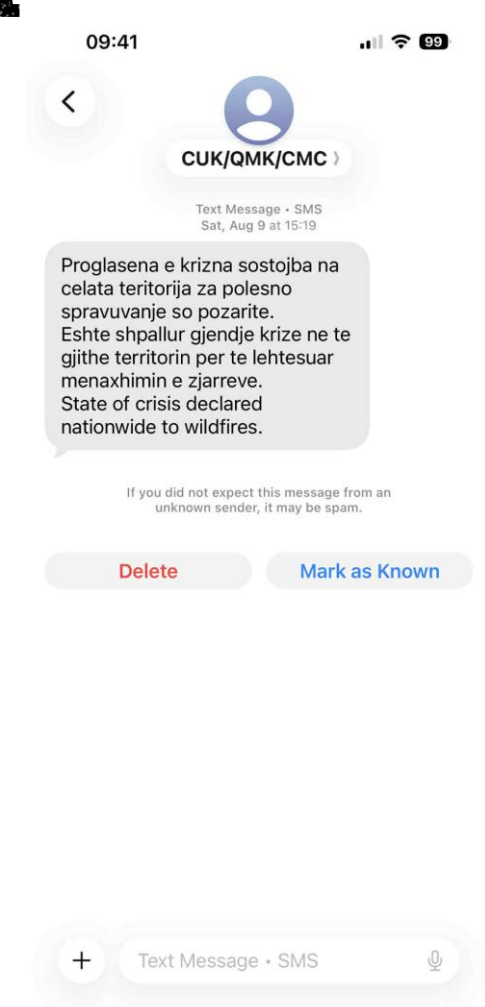 09:41
99
CUK/QMK/CMC
Text Message • SMS
Sat, Aug 9 at 15:19
Proglasena e krizna sostojba na
celata teritorija za polesno
spravuvanje so pozarite.
Eshte shpallur gjendje krize ne te
gjithe territorin per te lehtesuar
menaxhimin e zjarreve.
State of crisis declared
nationwide to wildfires.
If you did not expect this message from an
unknown sender, it may be spam.
Delete
Mark as Known
Text Message • SMS